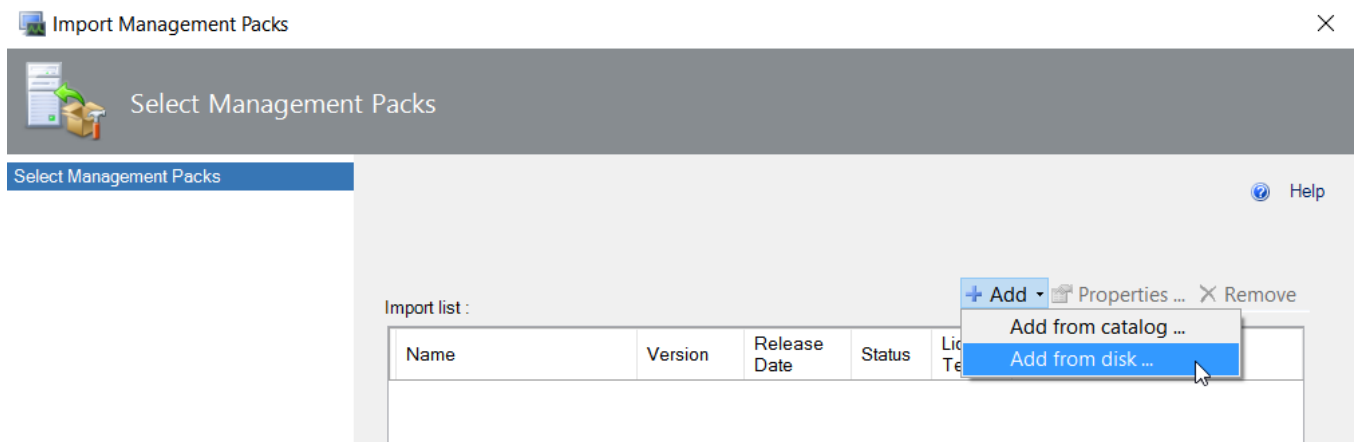 Import Management Packs
Select Management Packs
Select Management Packs
Help
Add
Properties ...
Remove
Import list :
Add from catalog ...
Add from disk ...
Name
Version
Release
Date
Status